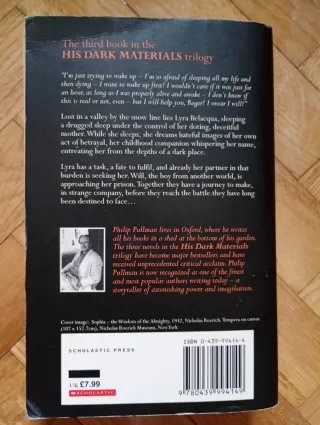 The third book in the
HIS DARK MATERIALS trilogy
"I'm just trying to wake up – I'm so afraid of sleeping all my life and
then dying – I want to wake up first! I wouldn't care if it was just for
an hour, as long as I was properly alive and awake – I don't know if
this is real or not, even – but I will help you, Roger! I swear I will!"
Lost in a valley by the snow line lies Lyra Belacqua, sleeping
a drugged sleep under the control of her doting, deceitful
mother. While she sleeps, she dreams hateful images of her own
act of betrayal, her childhood companion whispering her name,
entreating her from the depths of a dark place.
Lyra has a task, a fate to fulfil, and already her partner in that
burden is seeking her. Will, the boy from another world, is
approaching her prison. Together they have a journey to make,
in strange company, before they reach the battle they have long
been destined to face…
Philip Pullman lives in Oxford, where he writes
all his books in a shed at the bottom of his garden.
The three novels in the His Dark Materials
trilogy have become major bestsellers and have
received unprecedented critical acclaim. Philip
Pullman is now recognised as one of the finest
and most popular authors writing today – a
storyteller of astonishing power and imagination.
Cover image: Sophia – the Wisdom of the Almighty, 1932, Nicholas Roerich, Tempera on canvas
(107 x 152.7cm), Nicholas Roerich Museum, New York.
SCHOLASTIC PRESS
UK £7.99
SCHOLASTIC
ISBN 0-439-99414-4
9 780439 994149